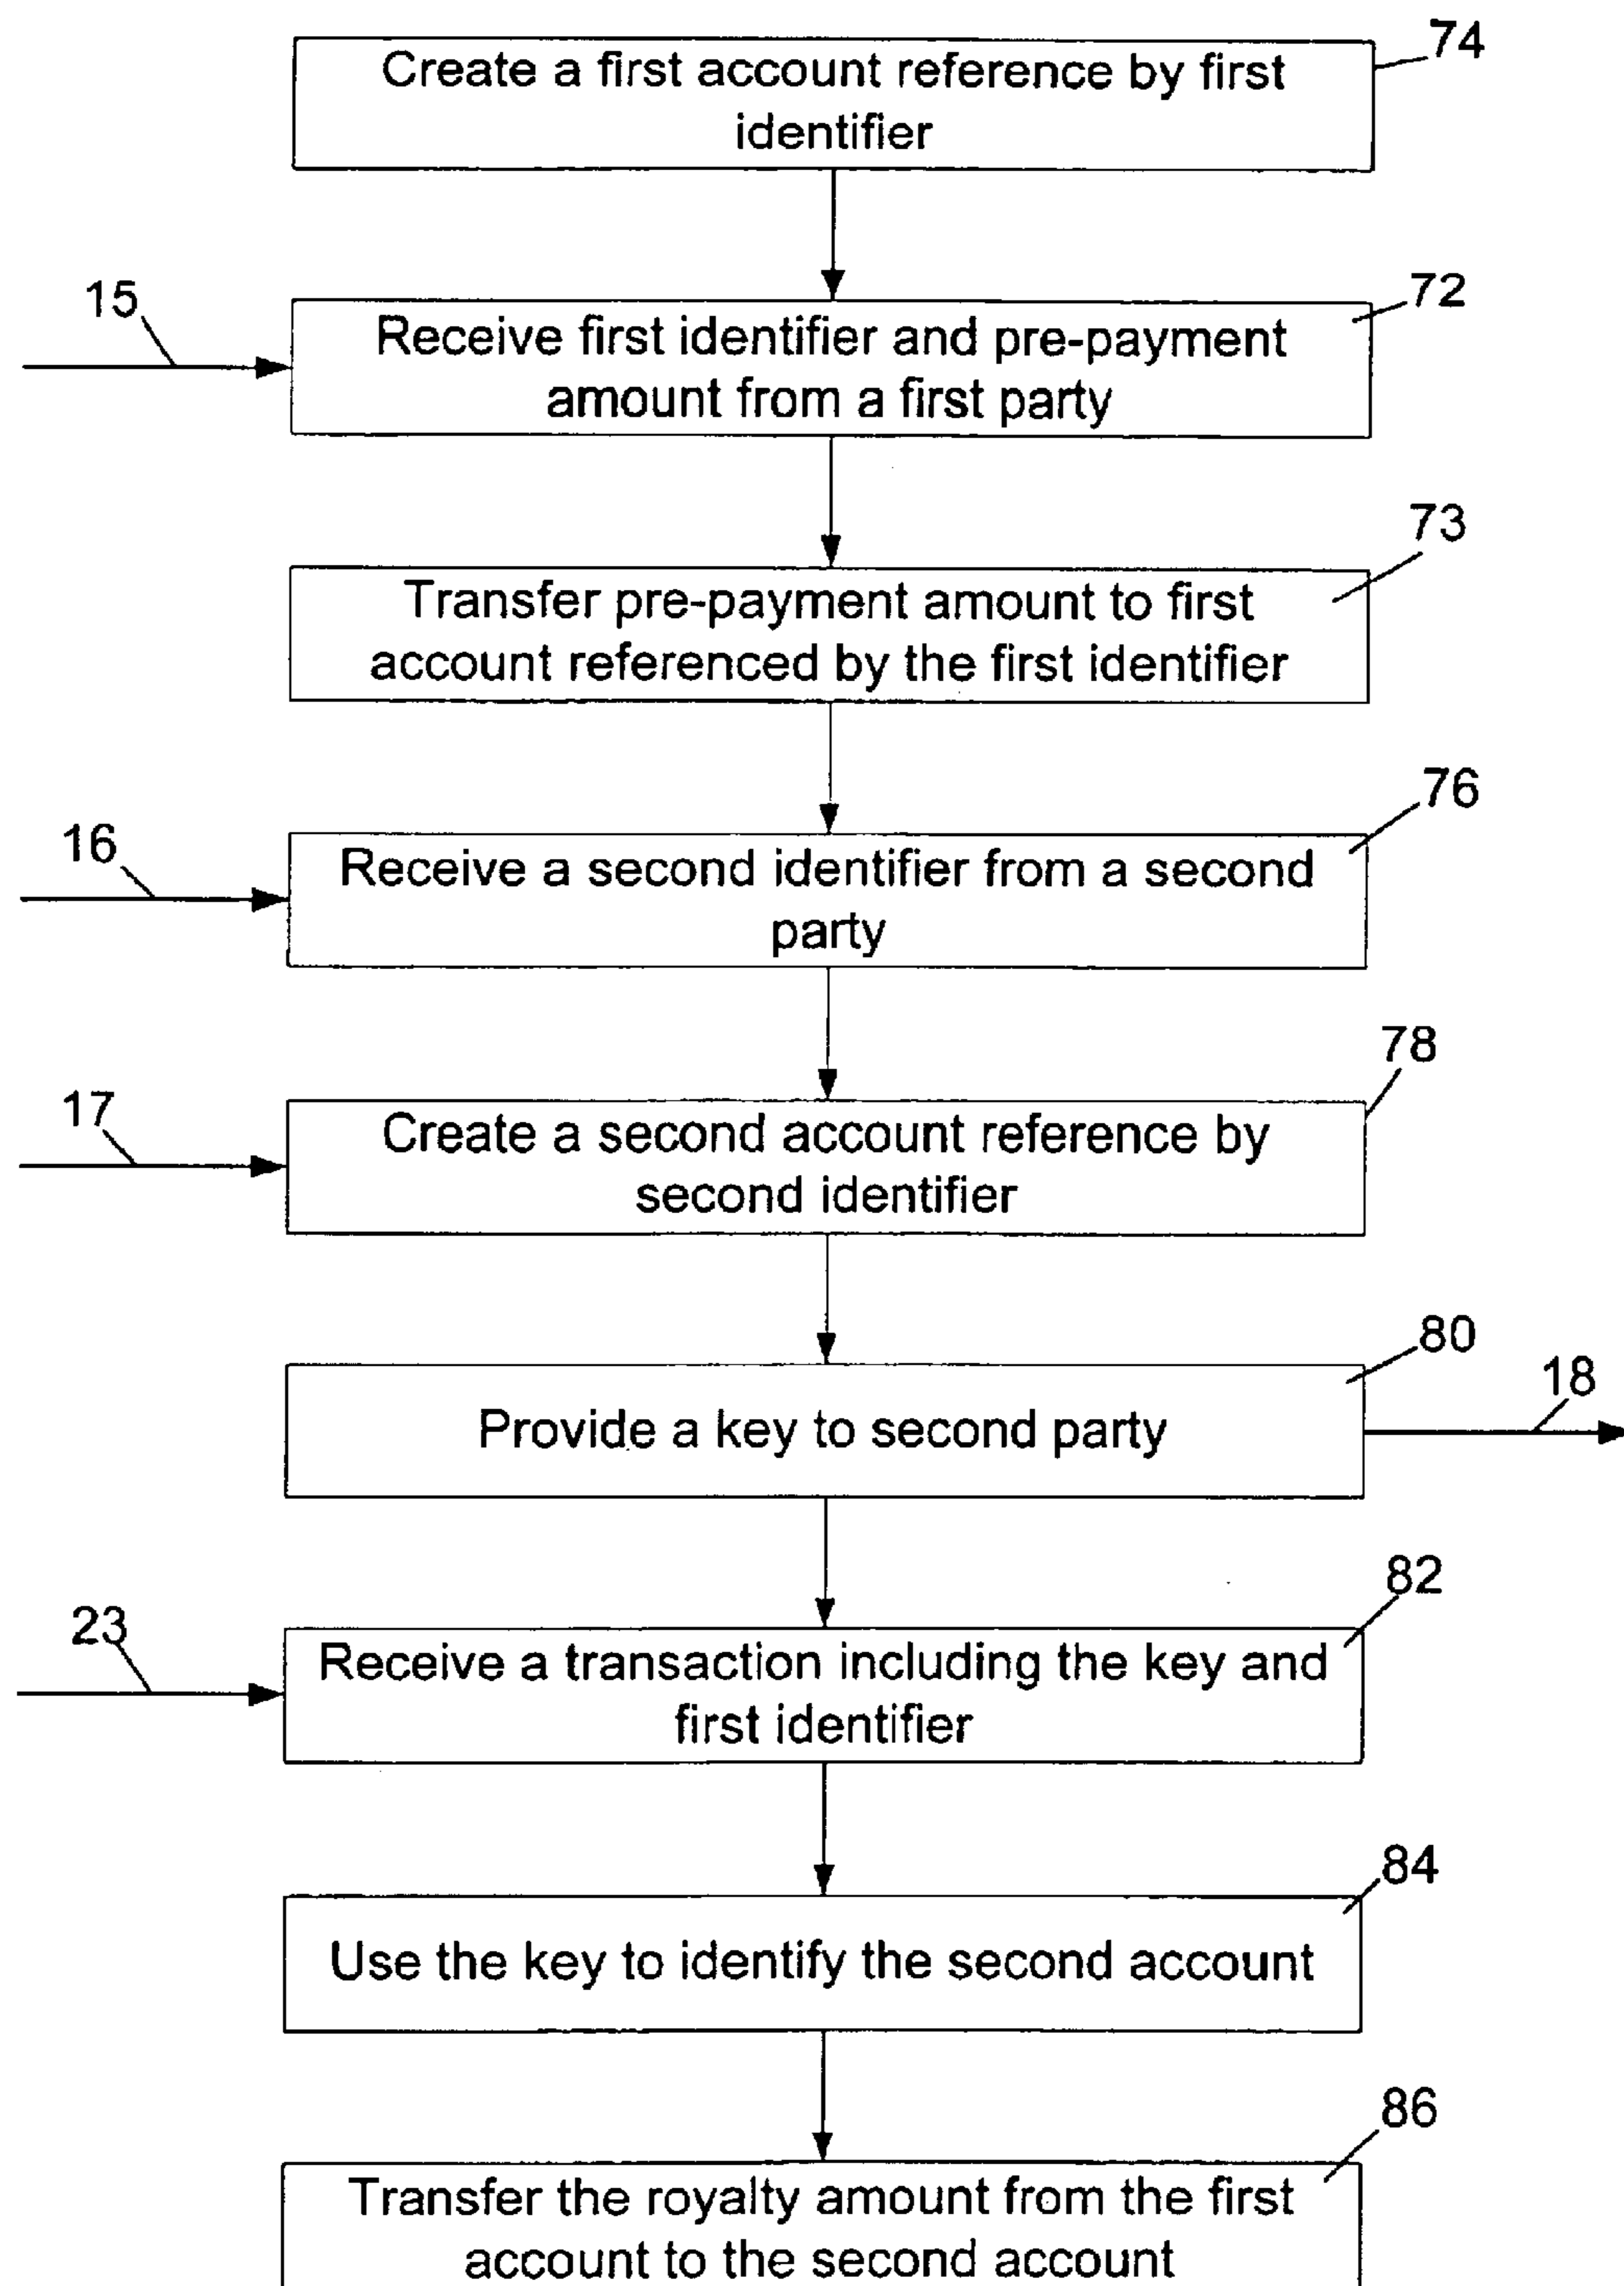 74
Create a first account reference by first
identifier
15
72
Receive first identifier and pre-payment
amount from a first party
73
Transfer pre-payment amount to first
account referenced by the first identifier
16
76
Receive a second identifier from a second
party
17
78
Create a second account reference by
second identifier
80
18
Provide a key to second party
23
82
Receive a transaction including the key and
first identifier
84
Use the key to identify the second account
86
Transfer the royalty amount from the first
account to the second account